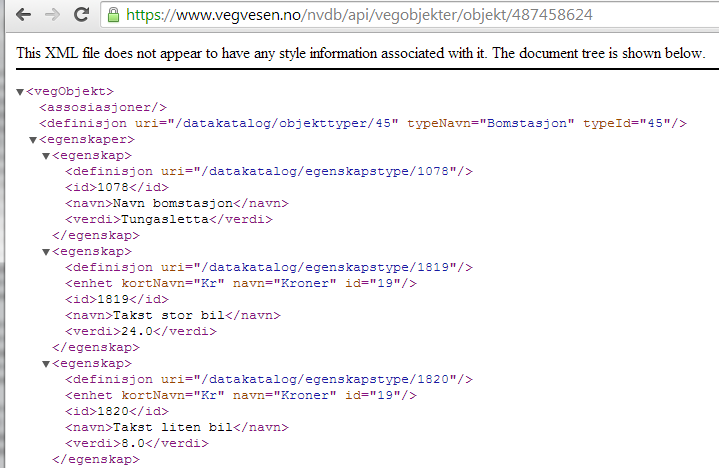 https://www.vegvesen.no/nvdb/api/vegobjekter/objekt/487458624
This XML file does not appear to have any style information associated with it. The document tree is shown below.
▼<vegObjekt>
<assosiasjoner/>
<definisjon uri="/datakatalog/objekttyper/45" typeNavn="Bomstasjon" typeId="45"/>
▼<egenskaper>
▼<egenskap>
<definisjon uri="/datakatalog/egenskapstype/1078"/>
<id>1078</id>
<navn>Navn bomstasjon</navn>
<verdi>Tungasletta</verdi>
</egenskap>
▼<egenskap>
<definisjon uri="/datakatalog/egenskapstype/1819"/>
<enhet kortNavn="Kr" navn="Kroner" id="19"/>
<id>1819</id>
<navn>Takst stor bil</navn>
<verdi>24.0</verdi>
</egenskap>
▼<egenskap>
<definisjon uri="/datakatalog/egenskapstype/1820"/>
<enhet kortNavn="Kr" navn="Kroner" id="19"/>
<id>1820</id>
<navn>Takst liten bil</navn>
<verdi>8.0</verdi>
</egenskap>